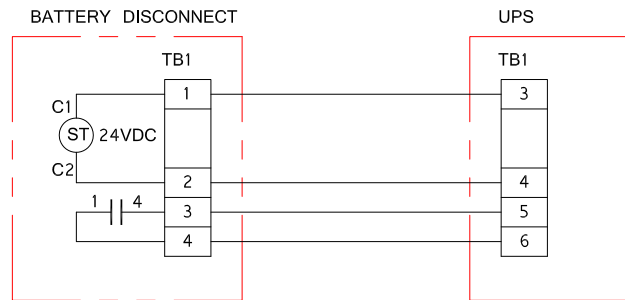 BATTERY DISCONNECT
UPS
TB1
TB1
1
3
C1
ST 24VDC
C2
2
4
1 4
3
5
4
6